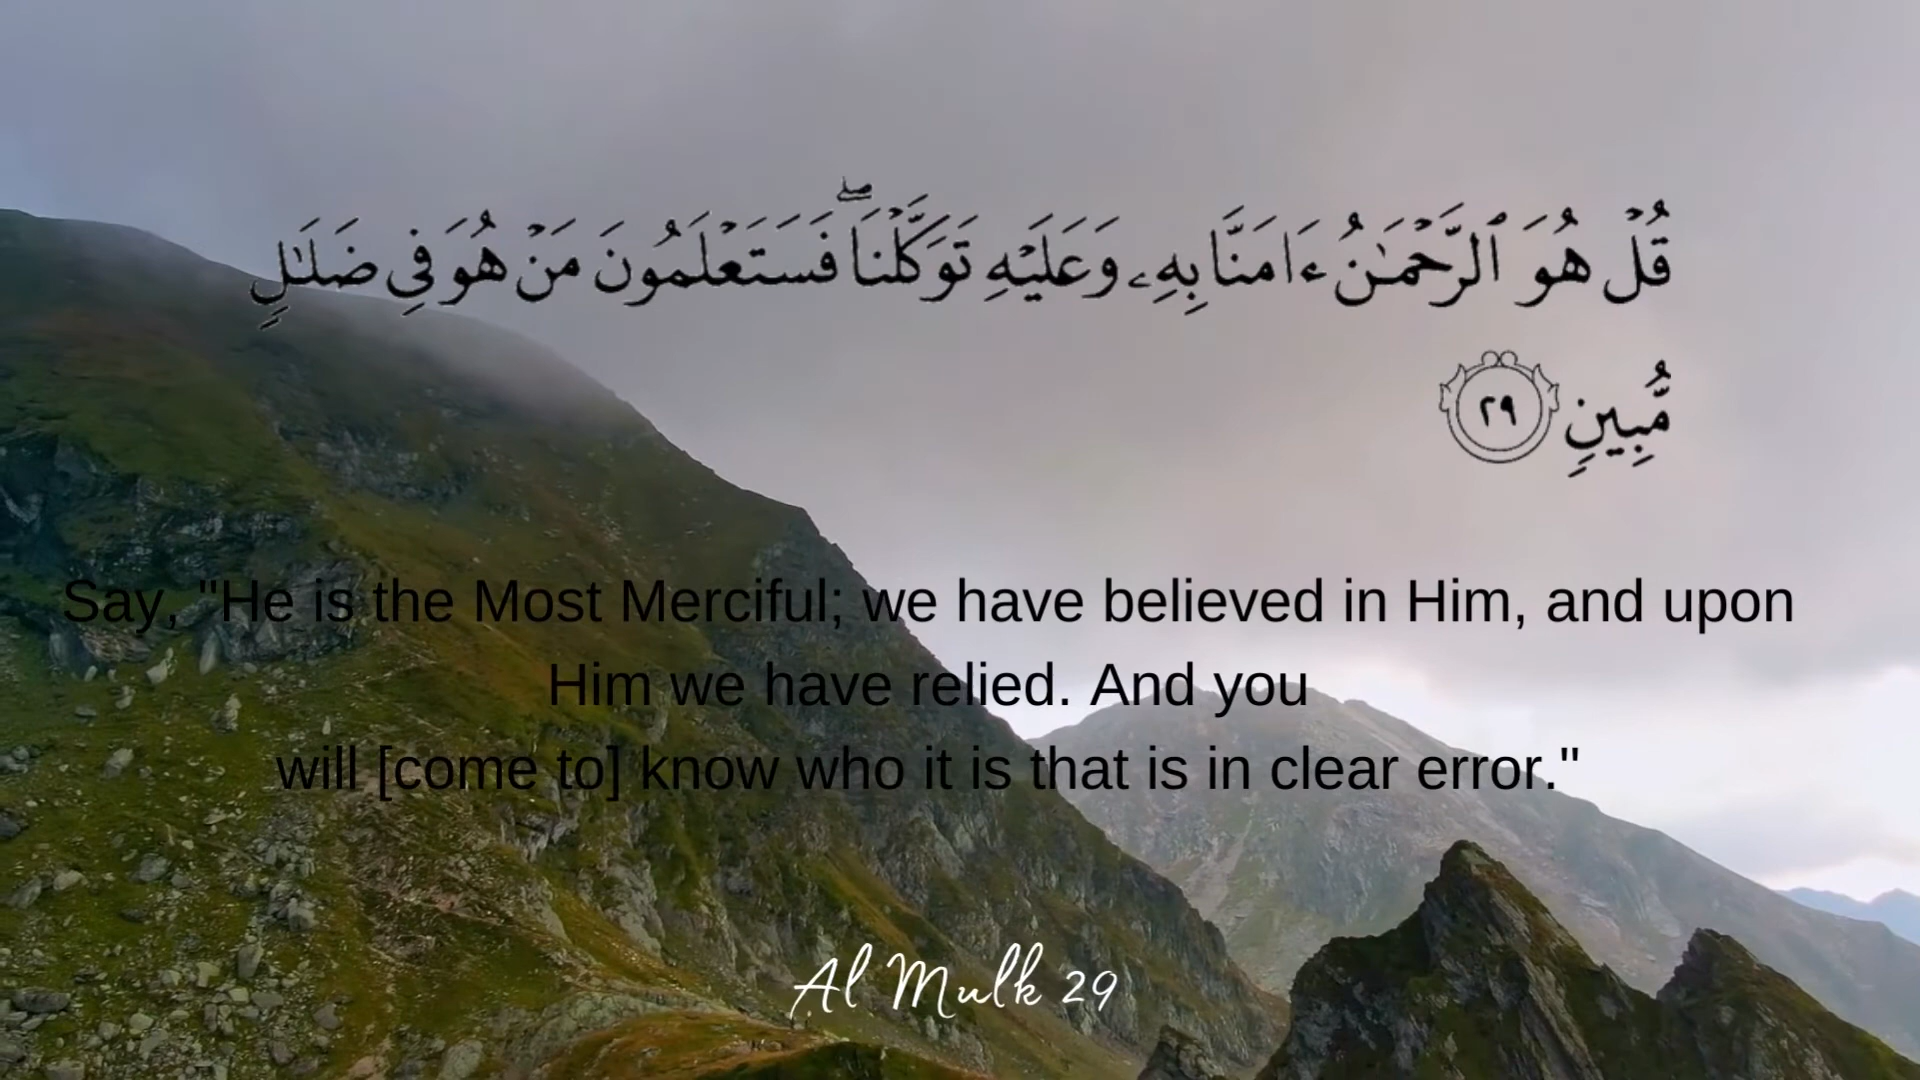 قُلْ هُوَ ٱلرَّحْمَـٰنُ ءَامَنَّا بِهِۦ وَعَلَيْهِ تَوَكَّلْنَا ۖ فَسَتَعْلَمُونَ مَنْ هُوَ فِى ضَلَـٰلٍ
مُّبِينٍ ٢٩
Say, "He is the Most Merciful; we have believed in Him, and upon
Him we have relied. And you
will [come to] know who it is that is in clear error."
Al Mulk 29